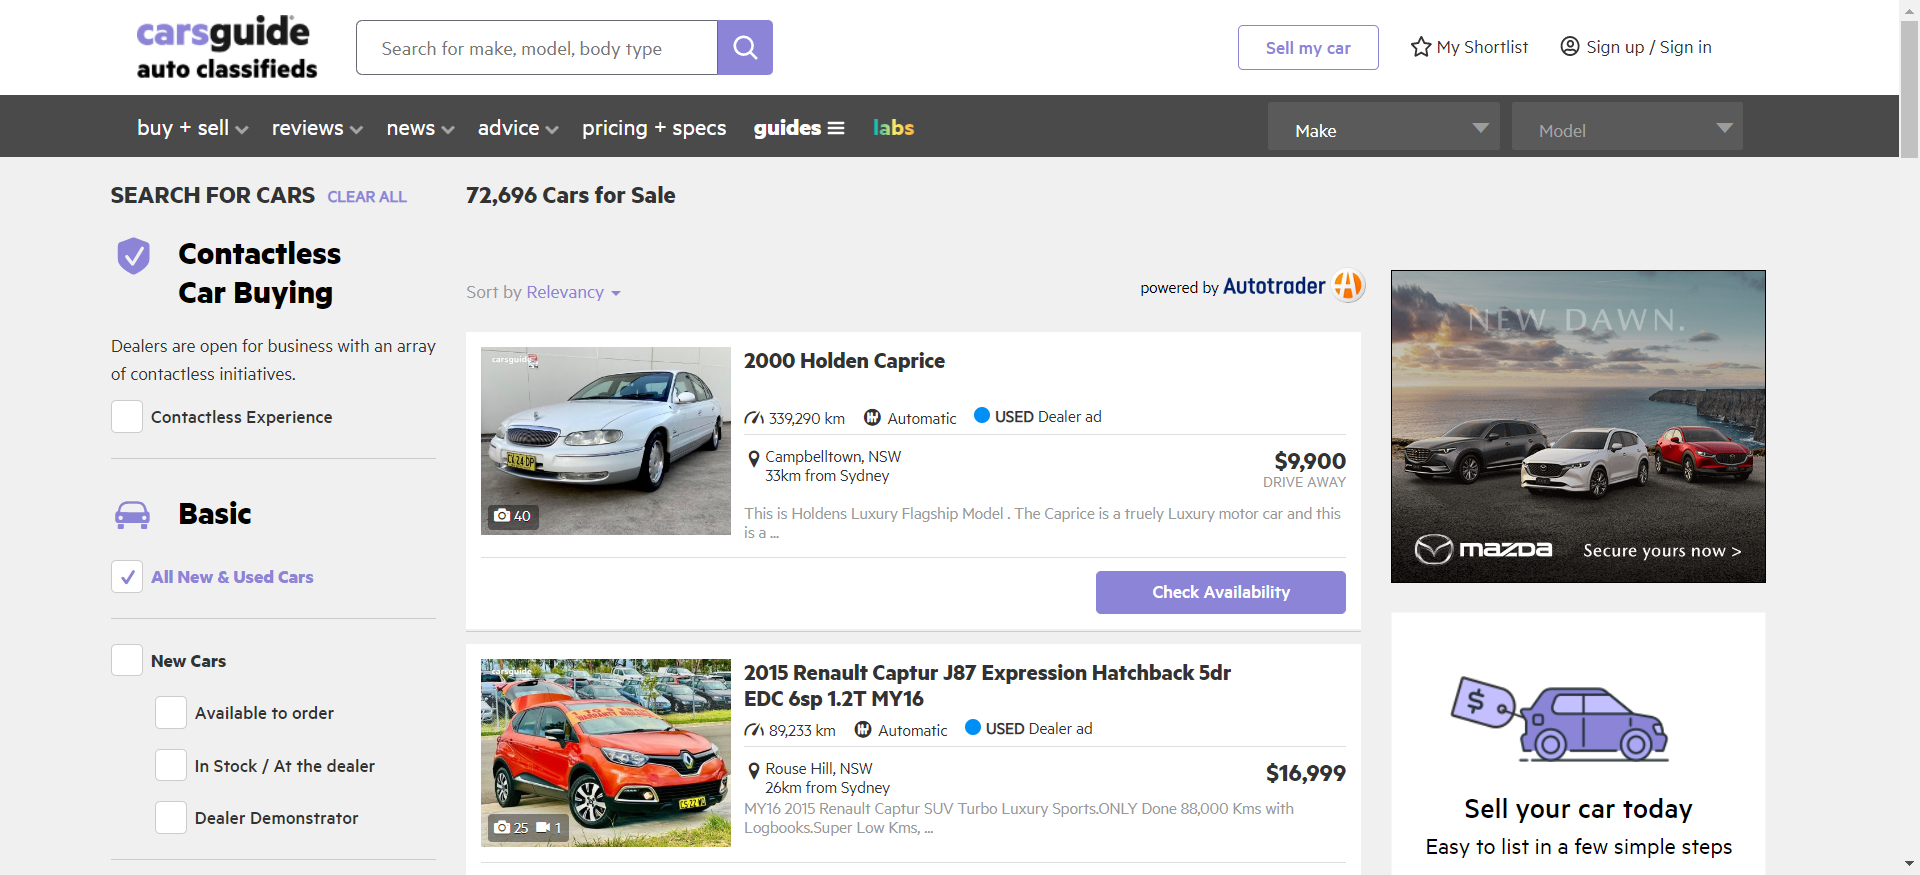 carsguide
auto classifieds
Search for make, model, body type
Sell my car
My Shortlist
Sign up / Sign in
buy + sell
reviews
news
advice
pricing + specs
guides
labs
Make
Model
SEARCH FOR CARS CLEAR ALL
72,696 Cars for Sale
Contactless
Car Buying
Dealers are open for business with an array
of contactless initiatives.
Contactless Experience
Basic
All New & Used Cars
New Cars
Available to order
In Stock / At the dealer
Dealer Demonstrator
Sort by Relevancy
powered by Autotrader
carsguide
40
2000 Holden Caprice
339,290 km Automatic USED Dealer ad
Campbelltown, NSW
33km from Sydney
$9,900
DRIVE AWAY
This is Holdens Luxury Flagship Model . The Caprice is a truely Luxury motor car and this
is a ...
Check Availability
carsguide
25 1
2015 Renault Captur J87 Expression Hatchback 5dr
EDC 6sp 1.2T MY16
89,233 km Automatic USED Dealer ad
Rouse Hill, NSW
26km from Sydney
$16,999
MY16 2015 Renault Captur SUV Turbo Luxury Sports.ONLY Done 88,000 Kms with
Logbooks.Super Low Kms, ...
NEW DAWN.
mazda
Secure yours now >
$
Sell your car today
Easy to list in a few simple steps